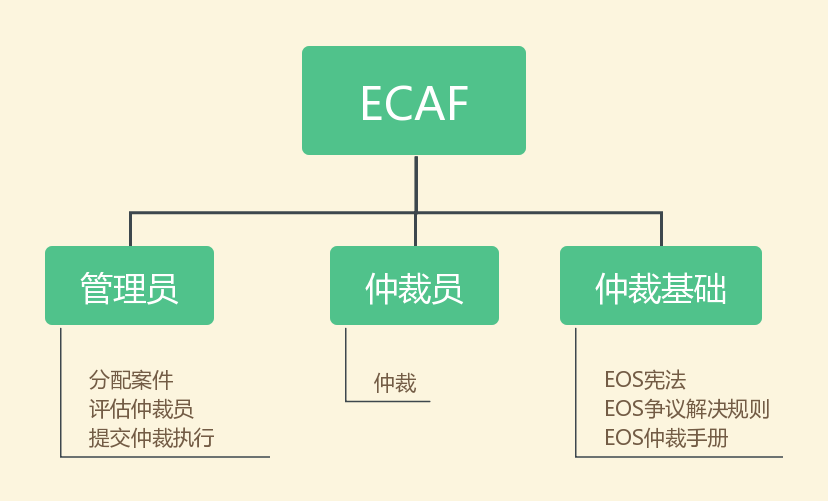 ECAF
管理员
仲裁员
仲裁基础
分配案件
评估仲裁员
提交仲裁执行
仲裁
EOS宪法
EOS争议解决规则
EOS仲裁手册